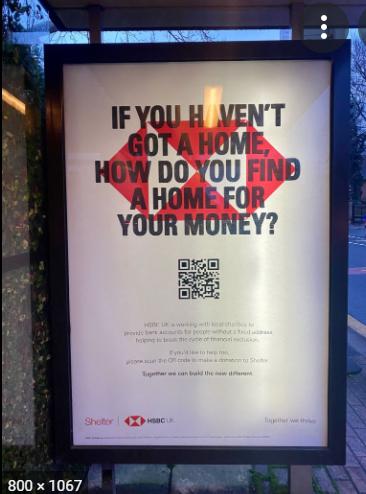 IF YOU HAVEN'T
GOT A HOME,
HOW DO YOU FIND
A HOME FOR
YOUR MONEY?
HSBC UK is working with local charities to
provide bank accounts for people without a fixed address
helping to break the cycle of financial exclusion.
If you'd like to help too,
please scan the QR code to make a donation to Shelter.
Together we can build the new different.
Shelter HSBC UK Together we thrive
800 × 1067